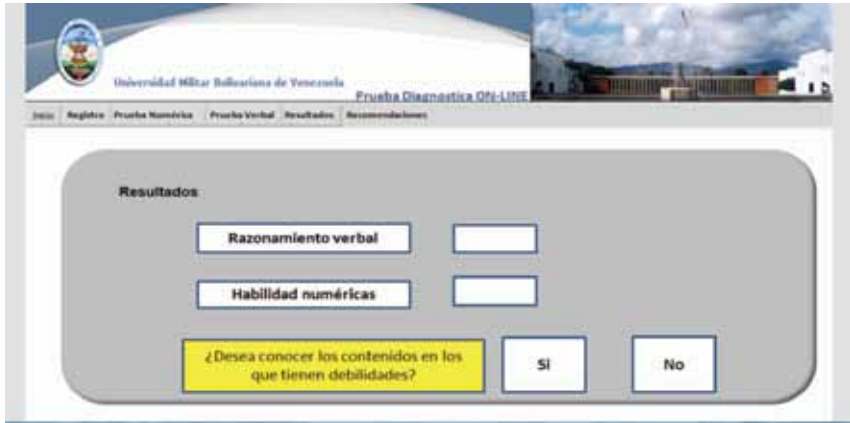 Universidad Militar Bolivariana de Venezuela
Prueba Diagnostica ON-LINE
Inicio Registro Prueba Numérica Prueba Verbal Resultados Recomendaciones
Resultados
Razonamiento verbal
Habilidad numéricas
¿Desea conocer los contenidos en los
que tienen debilidades?
Si
No